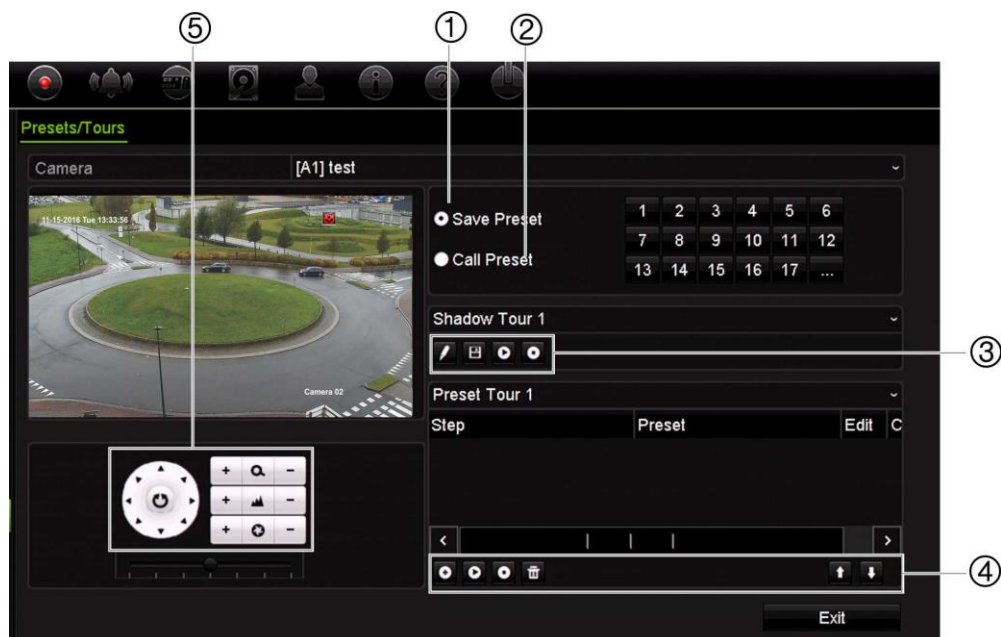 ⑤ ① ②
Presets/Tours
Camera [A1] test
11-15-2016 Tue 13:33:56
Camera 02
Save Preset
Call Preset
1 2 3 4 5 6
7 8 9 10 11 12
13 14 15 16 17 ...
Shadow Tour 1
③
Preset Tour 1
Step Preset Edit C
④
Exit